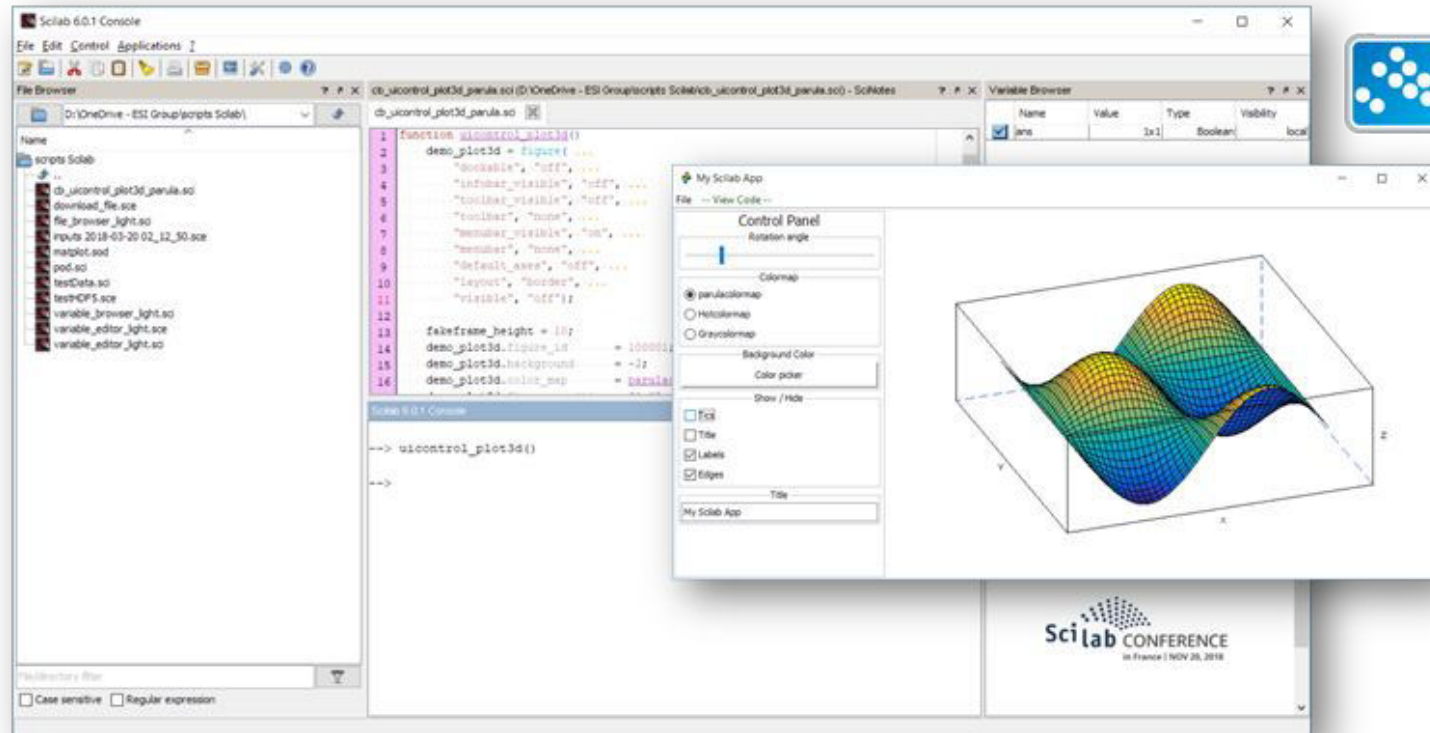 Scilab 6.0.1 Console
File Edit Control Applications ?
File Browser
D:\OneDrive - ESI Group\scripts Scilab\
Name
scripts Scilab
..
cb_uicontrol_plot3d_parula.sci
download_file.sce
file_browser_light.sci
inputs 2018-03-20 02_12_50.sce
matplot.sod
pod.sci
testData.sci
testHDF5.sce
variable_browser_light.sci
variable_editor_light.sce
variable_editor_light.sci
File/directory filter
Case sensitive Regular expression
cb_uicontrol_plot3d_parula.sci (D:\OneDrive - ESI Group\scripts Scilab\cb_uicontrol_plot3d_parula.sci) - SciNotes
cb_uicontrol_plot3d_parula.sci
1 function uicontrol_plot3d()
2 demo_plot3d = figure( ...
3 "dockable", "off", ...
4 "infobar_visible", "off", ...
5 "toolbar_visible", "off", ...
6 "toolbar", "none", ...
7 "menubar_visible", "on", ...
8 "menubar", "none", ...
9 "default_axes", "off", ...
10 "layout", "border", ...
11 "visible", "off");
12
13 fakeframe_height = 10;
14 demo_plot3d.figure_id = 100001;
15 demo_plot3d.background = -2;
16 demo_plot3d.color_map = parulac
Scilab 6.0.1 Console
--> uicontrol_plot3d()
-->
Variable Browser
Name Value Type Visibility
ans 1x1 Boolean local
My Scilab App
File -- View Code --
Control Panel
Rotation angle
Colormap
parulacolormap
Hotcolormap
Graycolormap
Background Color
Color picker
Show / Hide
Tics
Title
Labels
Edges
Title
My Scilab App
Y
X
Z
Scilab CONFERENCE
in France | NOV 20, 2018